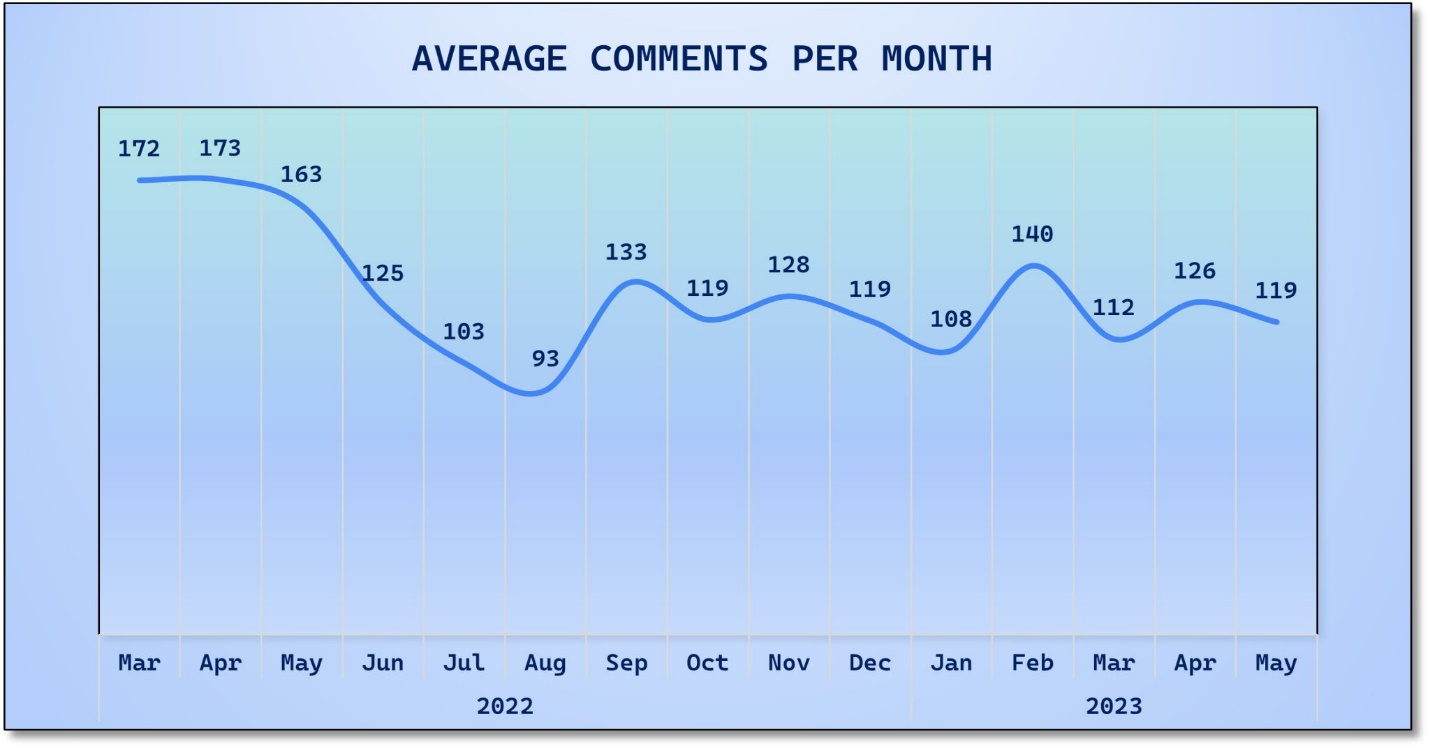 AVERAGE COMMENTS PER MONTH
172 173 163 125 103 93 133 119 128 119 108 140 112 126 119
Mar Apr May Jun Jul Aug Sep Oct Nov Dec Jan Feb Mar Apr May
2022 2023